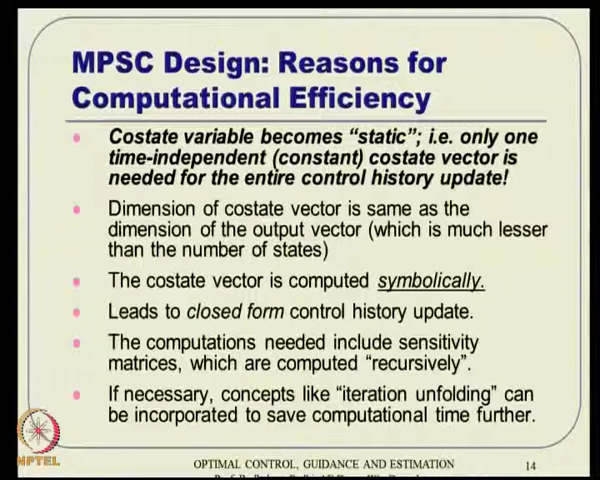 MPSC Design: Reasons for
Computational Efficiency
Costate variable becomes “static”; i.e. only one
time-independent (constant) costate vector is
needed for the entire control history update!
Dimension of costate vector is same as the
dimension of the output vector (which is much lesser
than the number of states)
The costate vector is computed symbolically.
Leads to closed form control history update.
The computations needed include sensitivity
matrices, which are computed “recursively”.
If necessary, concepts like “iteration unfolding” can
be incorporated to save computational time further.
NPTEL
OPTIMAL CONTROL, GUIDANCE AND ESTIMATION
14